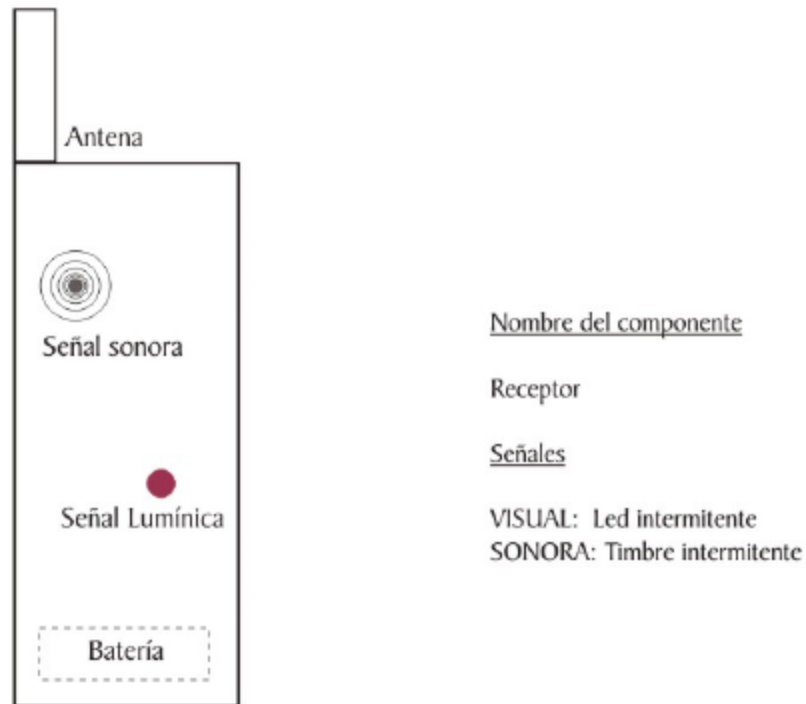 Antena
Señal sonora
Señal Lumínica
Batería
Nombre del componente
Receptor
Señales
VISUAL: Led intermitente
SONORA: Timbre intermitente